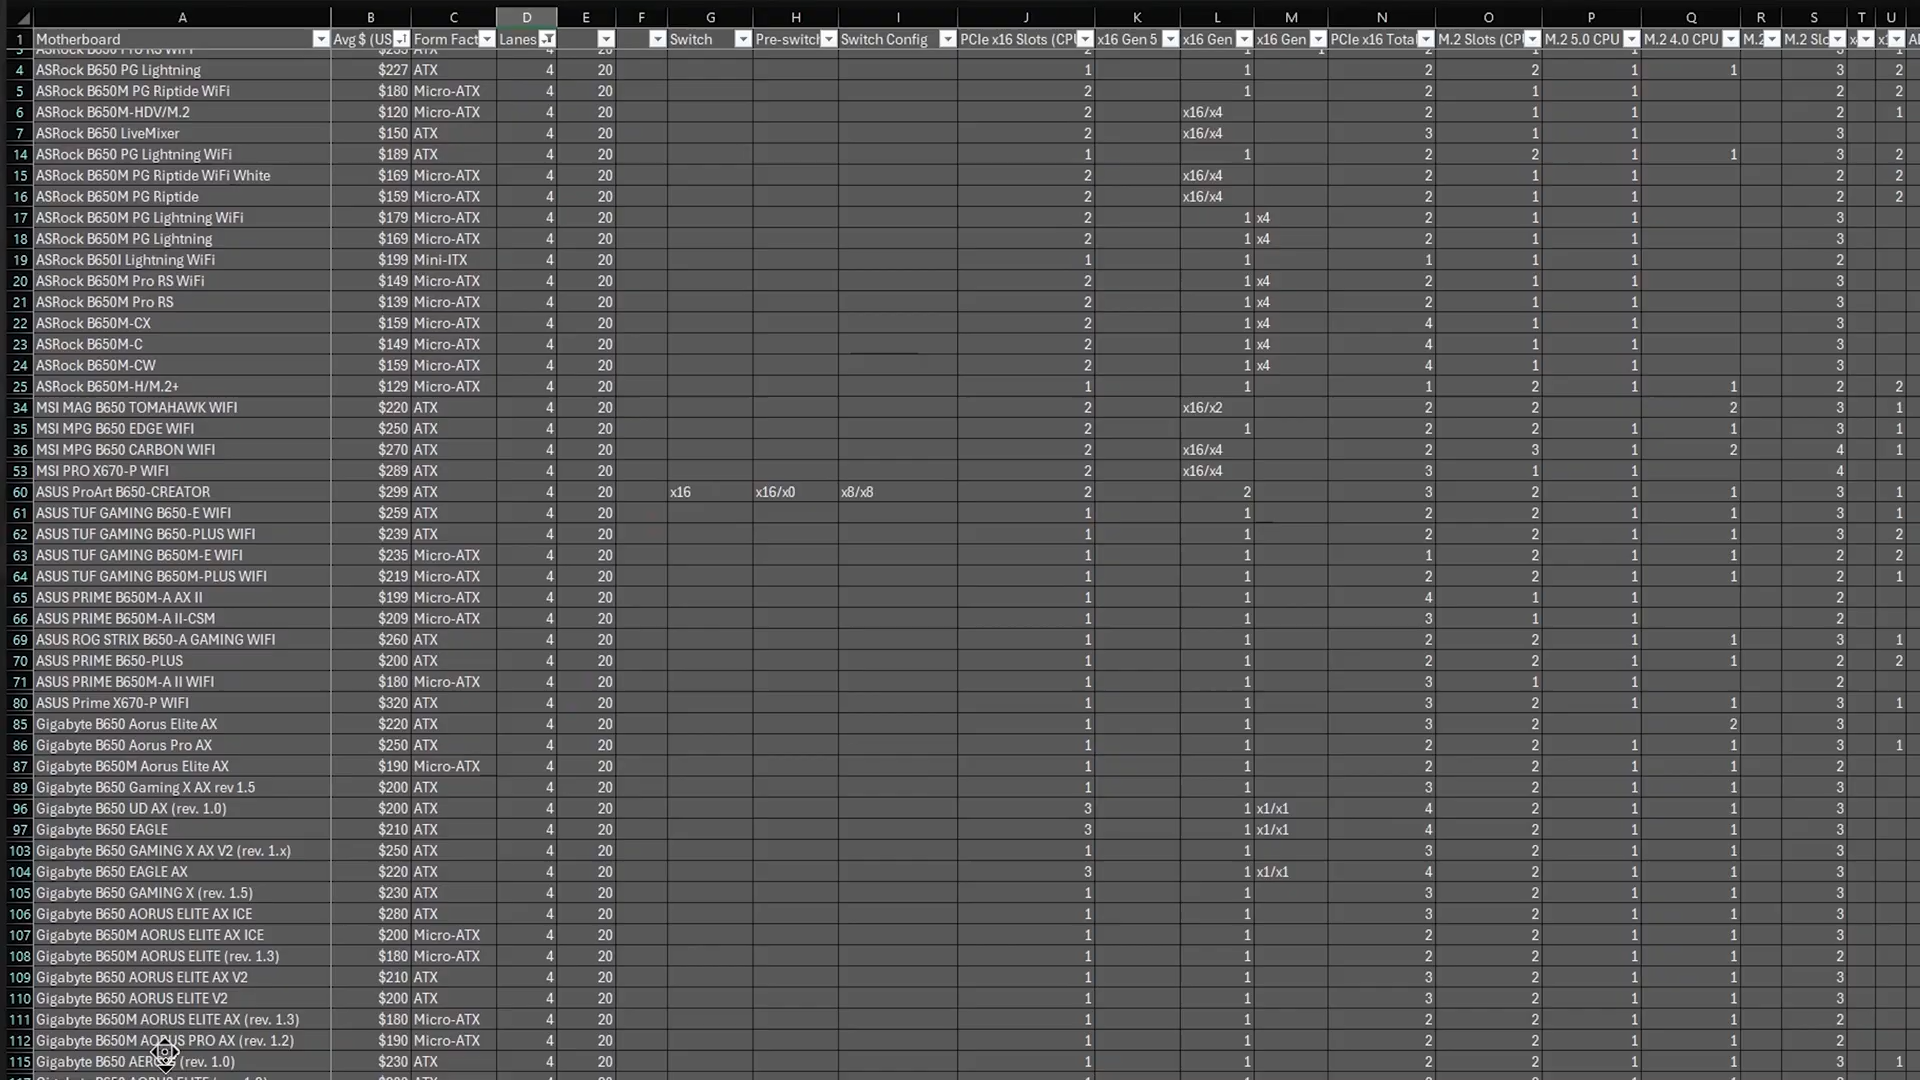 A B C D E F G H I J K L M N O P Q R S T U
1 Motherboard Avg $ (US Form Fact Lanes Switch Pre-switch Switch Config PCIe x16 Slots (CPU x16 Gen 5 x16 Gen x16 Gen PCIe x16 Total M.2 Slots (CPU M.2 5.0 CPU M.2 4.0 CPU M.2 M.2 Slo
4 ASRock B650 PG Lightning $227 ATX 4 20 1 1 2 2 1 1 3 2
5 ASRock B650M PG Riptide WiFi $180 Micro-ATX 4 20 2 1 2 1 1 2 2
6 ASRock B650M-HDV/M.2 $120 Micro-ATX 4 20 2 x16/x4 2 1 1 2 1
7 ASRock B650 LiveMixer $150 ATX 4 20 2 x16/x4 3 1 1 3
14 ASRock B650 PG Lightning WiFi $189 ATX 4 20 1 1 2 2 1 1 3 2
15 ASRock B650M PG Riptide WiFi White $169 Micro-ATX 4 20 2 x16/x4 2 1 1 2 2
16 ASRock B650M PG Riptide $159 Micro-ATX 4 20 2 x16/x4 2 1 1 2 2
17 ASRock B650M PG Lightning WiFi $179 Micro-ATX 4 20 2 1 x4 2 1 1 3
18 ASRock B650M PG Lightning $169 Micro-ATX 4 20 2 1 x4 2 1 1 3
19 ASRock B650I Lightning WiFi $199 Mini-ITX 4 20 1 1 1 1 1 2
20 ASRock B650M Pro RS WiFi $149 Micro-ATX 4 20 2 1 x4 2 1 1 3
21 ASRock B650M Pro RS $139 Micro-ATX 4 20 2 1 x4 2 1 1 3
22 ASRock B650M-CX $159 Micro-ATX 4 20 2 1 x4 4 1 1 3
23 ASRock B650M-C $149 Micro-ATX 4 20 2 1 x4 4 1 1 3
24 ASRock B650M-CW $159 Micro-ATX 4 20 2 1 x4 4 1 1 3
25 ASRock B650M-H/M.2+ $129 Micro-ATX 4 20 1 1 1 2 1 1 2 2
34 MSI MAG B650 TOMAHAWK WIFI $220 ATX 4 20 2 x16/x2 2 2 2 3 1
35 MSI MPG B650 EDGE WIFI $250 ATX 4 20 2 1 2 2 1 1 3 1
36 MSI MPG B650 CARBON WIFI $270 ATX 4 20 2 x16/x4 2 3 1 2 4 1
53 MSI PRO X670-P WIFI $289 ATX 4 20 2 x16/x4 3 1 1 4
60 ASUS ProArt B650-CREATOR $299 ATX 4 20 x16 x16/x0 x8/x8 2 2 3 2 1 1 3 1
61 ASUS TUF GAMING B650-E WIFI $259 ATX 4 20 1 1 2 2 1 1 3 1
62 ASUS TUF GAMING B650-PLUS WIFI $239 ATX 4 20 1 1 2 2 1 1 3 2
63 ASUS TUF GAMING B650M-E WIFI $235 Micro-ATX 4 20 1 1 1 2 1 1 2 2
64 ASUS TUF GAMING B650M-PLUS WIFI $219 Micro-ATX 4 20 1 1 2 2 1 1 2 1
65 ASUS PRIME B650M-A AX II $199 Micro-ATX 4 20 1 1 4 1 1 2
66 ASUS PRIME B650M-A II-CSM $209 Micro-ATX 4 20 1 1 3 1 1 2
69 ASUS ROG STRIX B650-A GAMING WIFI $260 ATX 4 20 1 1 2 2 1 1 3 1
70 ASUS PRIME B650-PLUS $200 ATX 4 20 1 1 2 2 1 1 2 2
71 ASUS PRIME B650M-A II WIFI $180 Micro-ATX 4 20 1 1 3 1 1 2
80 ASUS Prime X670-P WIFI $320 ATX 4 20 1 1 3 2 1 1 3 1
85 Gigabyte B650 Aorus Elite AX $220 ATX 4 20 1 1 3 2 2 3
86 Gigabyte B650 Aorus Pro AX $250 ATX 4 20 1 1 2 2 1 1 3 1
87 Gigabyte B650M Aorus Elite AX $190 Micro-ATX 4 20 1 1 2 2 1 1 2
89 Gigabyte B650 Gaming X AX rev 1.5 $200 ATX 4 20 1 1 3 2 1 1 3
96 Gigabyte B650 UD AX (rev. 1.0) $200 ATX 4 20 3 1 x1/x1 4 2 1 1 3
97 Gigabyte B650 EAGLE $210 ATX 4 20 3 1 x1/x1 4 2 1 1 3
103 Gigabyte B650 GAMING X AX V2 (rev. 1.x) $250 ATX 4 20 1 1 3 2 1 1 3
104 Gigabyte B650 EAGLE AX $220 ATX 4 20 3 1 x1/x1 4 2 1 1 3
105 Gigabyte B650 GAMING X (rev. 1.5) $230 ATX 4 20 1 1 3 2 1 1 3
106 Gigabyte B650 AORUS ELITE AX ICE $280 ATX 4 20 1 1 3 2 1 1 3
107 Gigabyte B650M AORUS ELITE AX ICE $200 Micro-ATX 4 20 1 1 2 2 1 1 3
108 Gigabyte B650M AORUS ELITE (rev. 1.3) $180 Micro-ATX 4 20 1 1 2 2 1 1 2
109 Gigabyte B650 AORUS ELITE AX V2 $210 ATX 4 20 1 1 3 2 1 1 3
110 Gigabyte B650 AORUS ELITE V2 $200 ATX 4 20 1 1 3 2 1 1 3
111 Gigabyte B650M AORUS ELITE AX (rev. 1.3) $180 Micro-ATX 4 20 1 1 2 2 1 1 2
112 Gigabyte B650M AORUS PRO AX (rev. 1.2) $190 Micro-ATX 4 20 1 1 2 2 1 1 2
115 Gigabyte B650 (rev. 1.0) $230 ATX 4 20 1 1 2 2 1 1 3 1